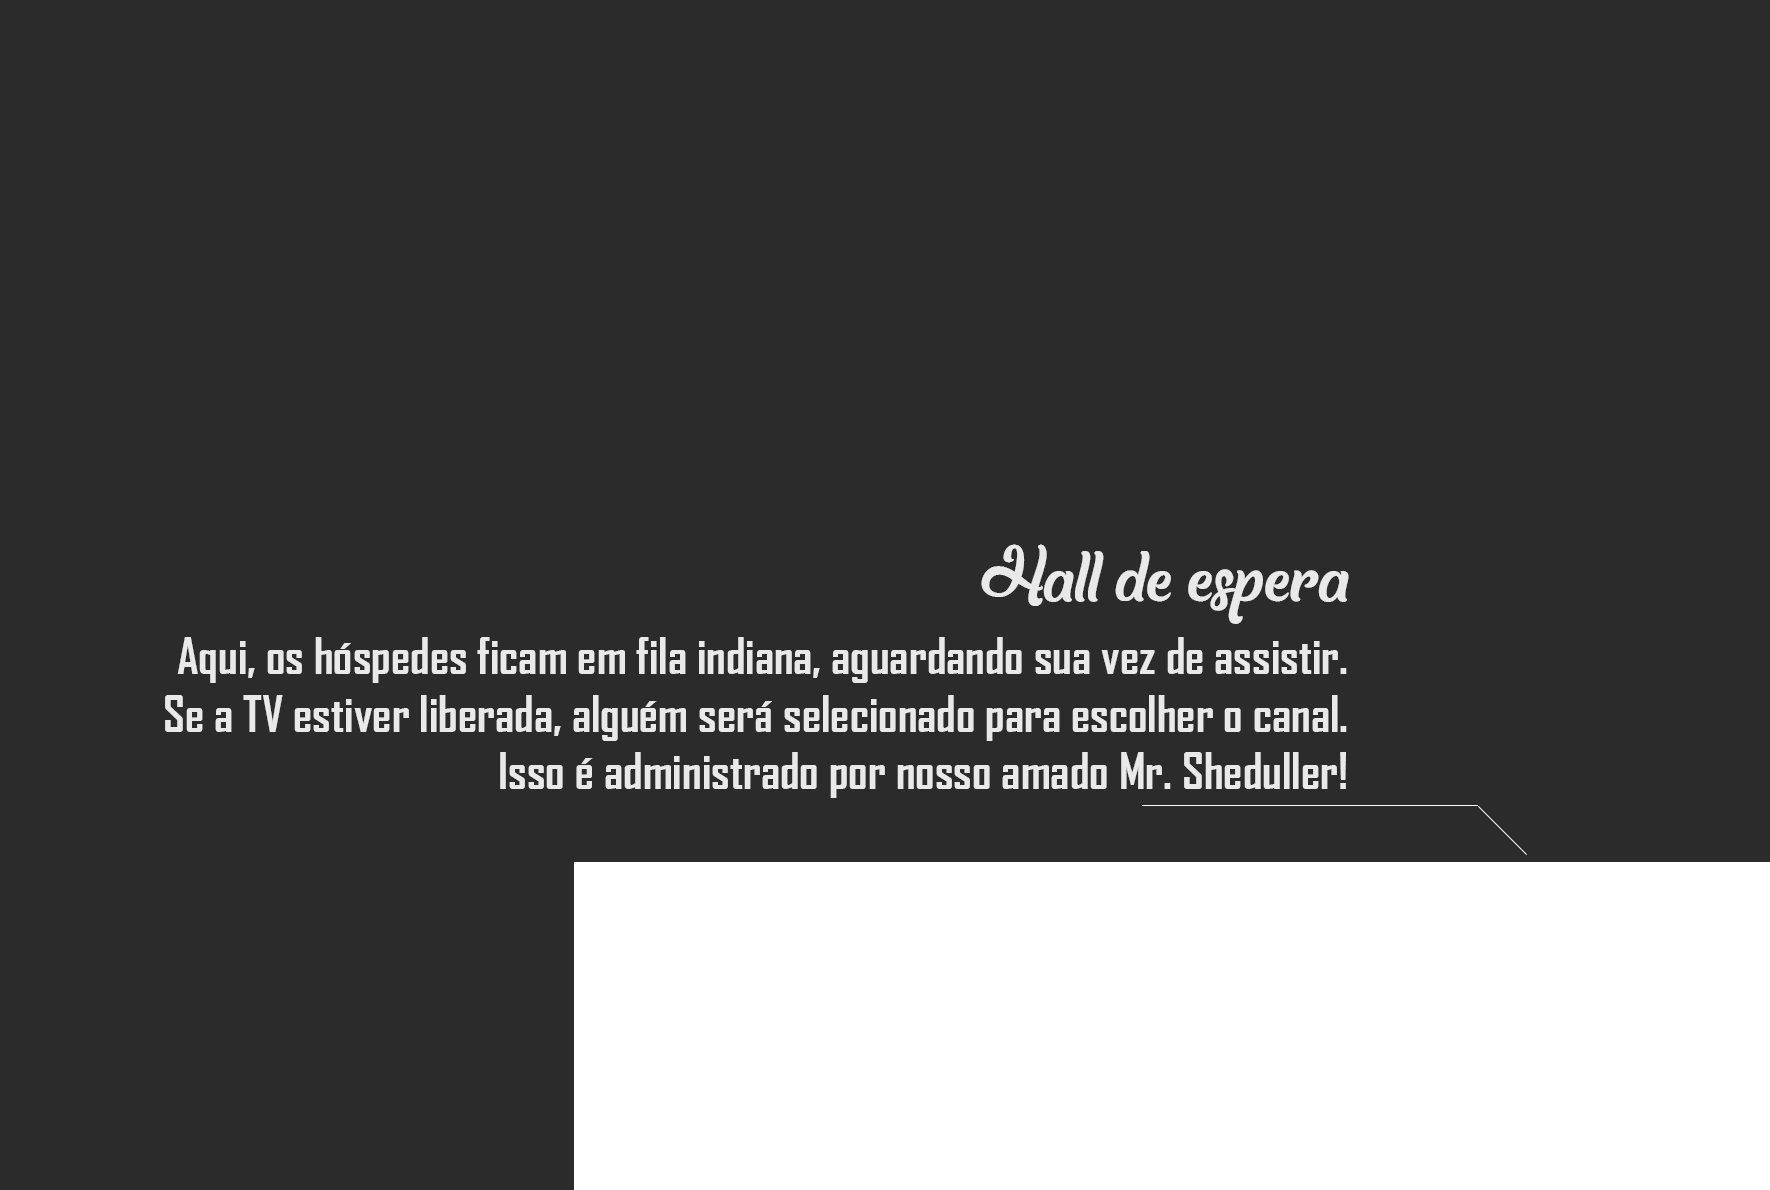 Hall de espera
Aqui, os hóspedes ficam em fila indiana, aguardando sua vez de assistir.
Se a TV estiver liberada, alguém será selecionado para escolher o canal.
Isso é administrado por nosso amado Mr. Sheduller!